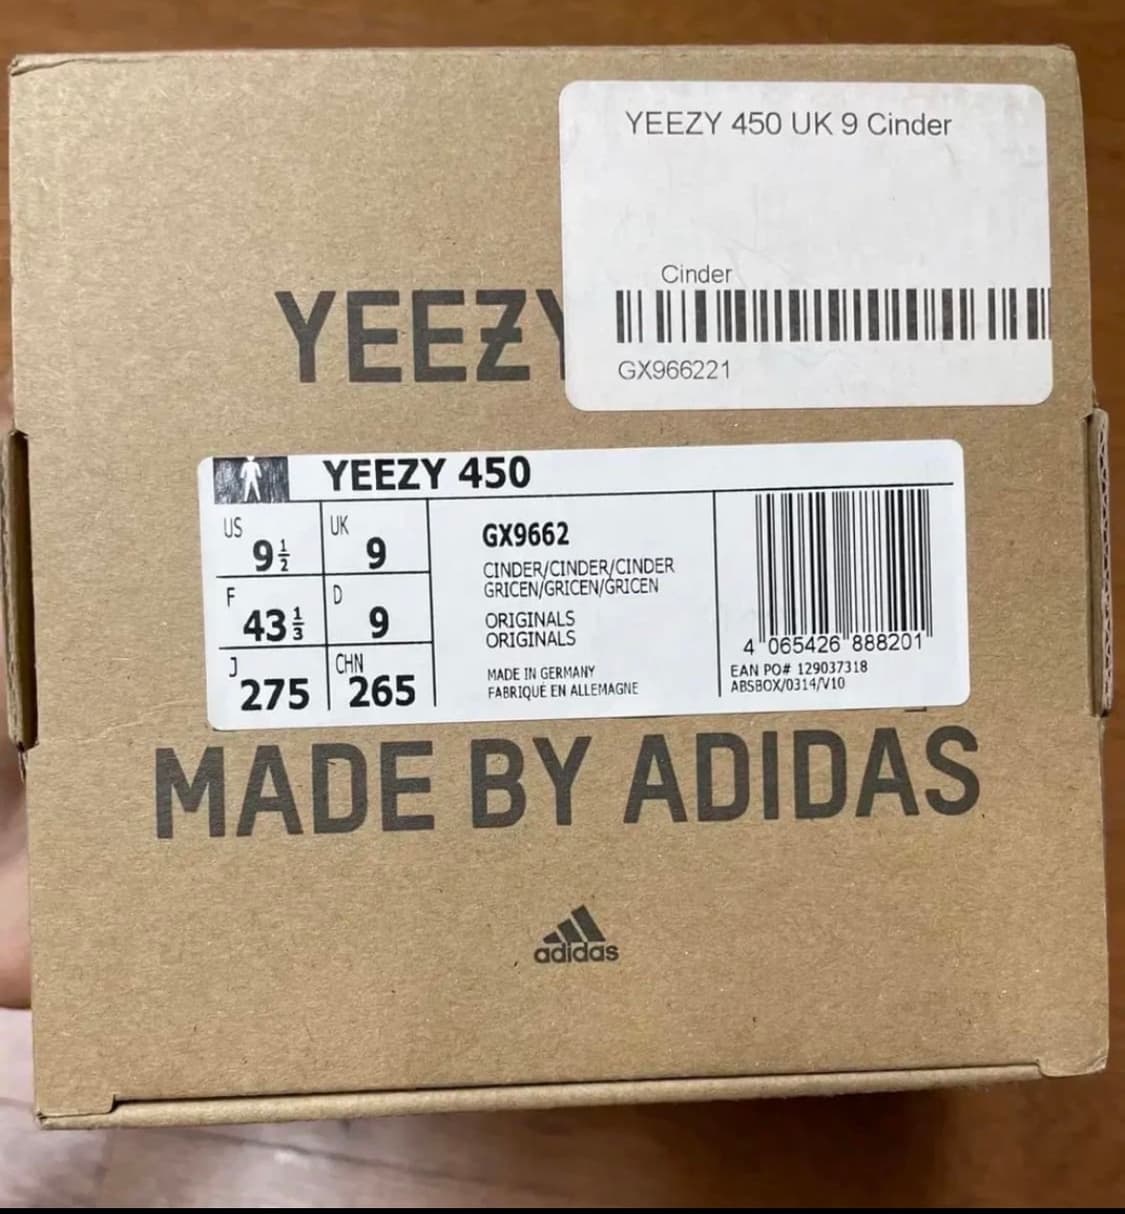 YEEZY 450 UK 9 Cinder
Cinder
GX966221
YEEZY
YEEZY 450
US
9½
UK
9
F
43⅓
D
9
J
275
CHN
265
GX9662
CINDER/CINDER/CINDER
GRICEN/GRICEN/GRICEN
ORIGINALS
ORIGINALS
MADE IN GERMANY
FABRIQUÉ EN ALLEMAGNE
4 065426 888201
EAN PO# 129037318
ABSBOX/0314/V10
MADE BY ADIDAS
adidas